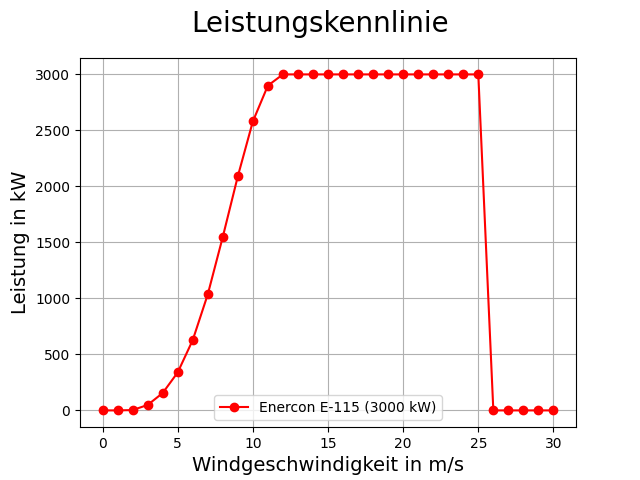 Leistungskennlinie
Leistung in kW
3000
2500
2000
1500
1000
500
0
Enercon E-115 (3000 kW)
0 5 10 15 20 25 30
Windgeschwindigkeit in m/s